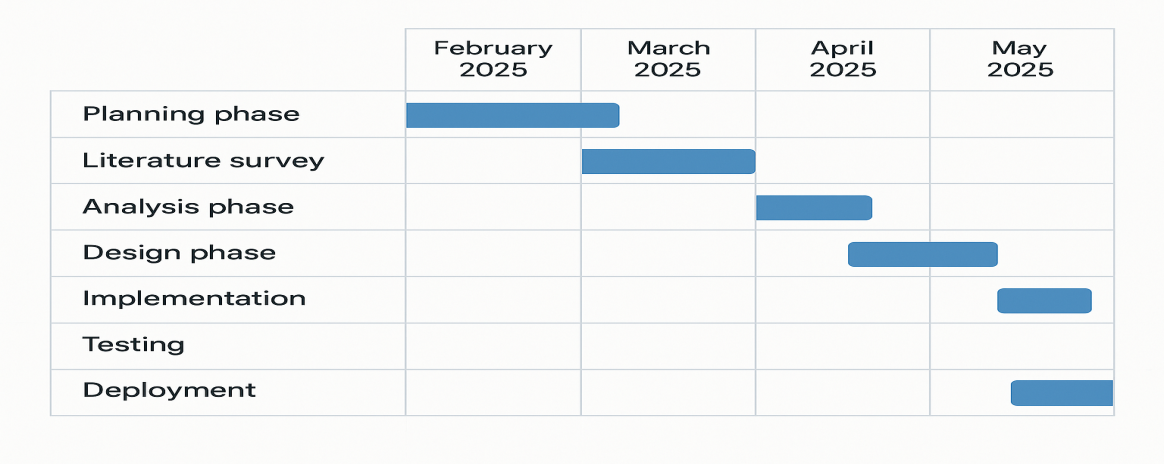 February
2025
March
2025
April
2025
May
2025
Planning phase
Literature survey
Analysis phase
Design phase
Implementation
Testing
Deployment